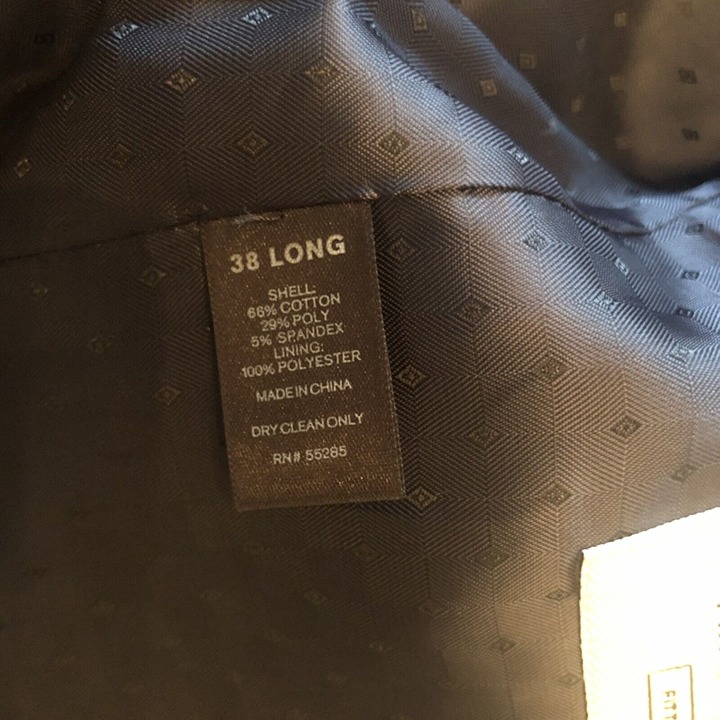 38 LONG
SHELL:
66% COTTON
29% POLY
5% SPANDEX
LINING:
100% POLYESTER
MADE IN CHINA
DRY CLEAN ONLY
RN# 55285